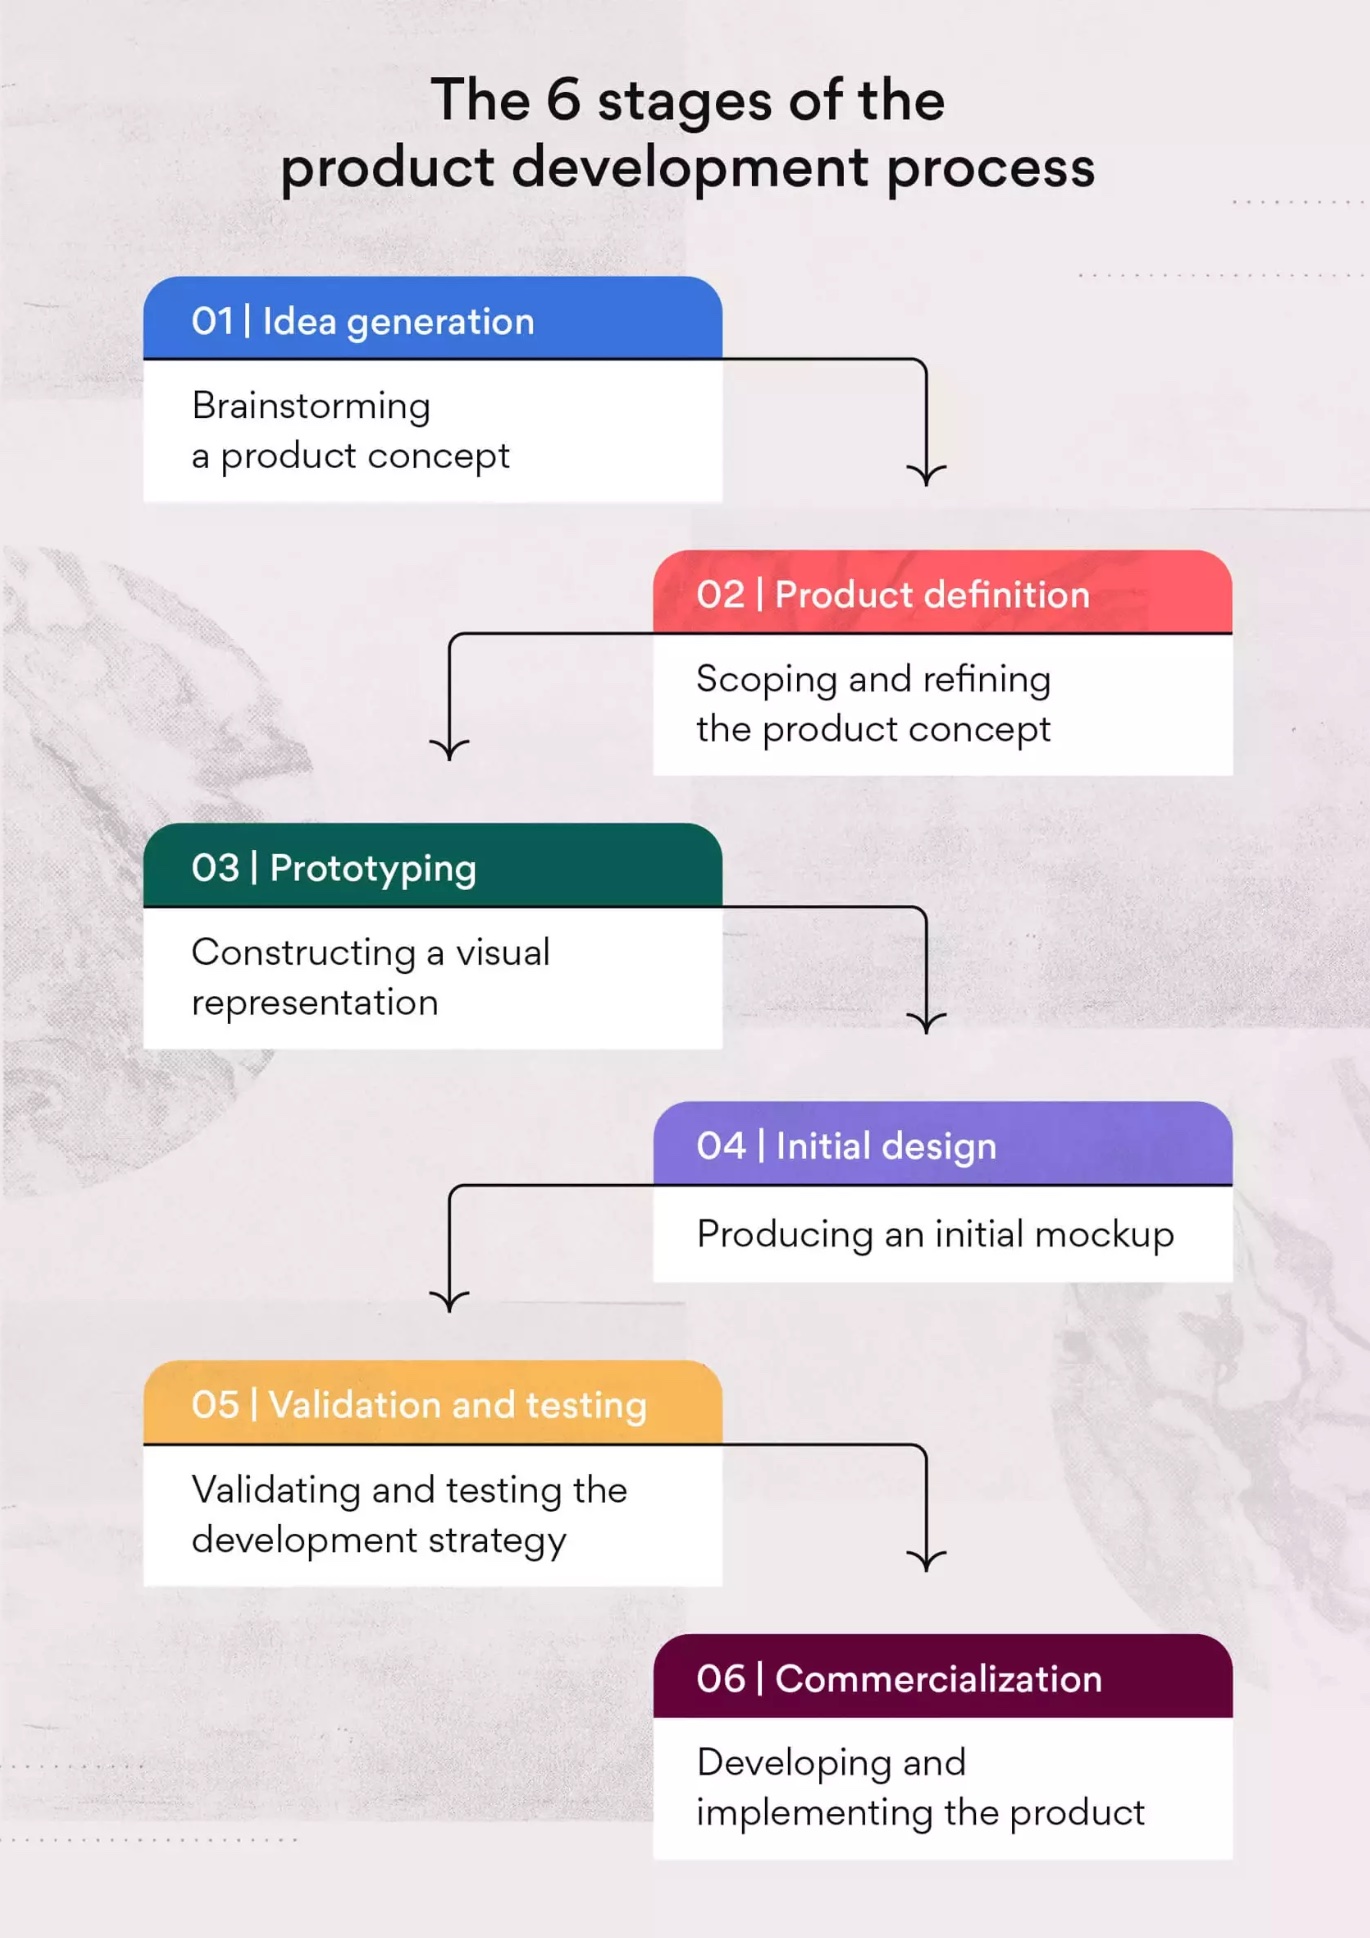 The 6 stages of the
product development process
01 | Idea generation
Brainstorming
a product concept
02 | Product definition
Scoping and refining
the product concept
03 | Prototyping
Constructing a visual
representation
04 | Initial design
Producing an initial mockup
05 | Validation and testing
Validating and testing the
development strategy
06 | Commercialization
Developing and
implementing the product